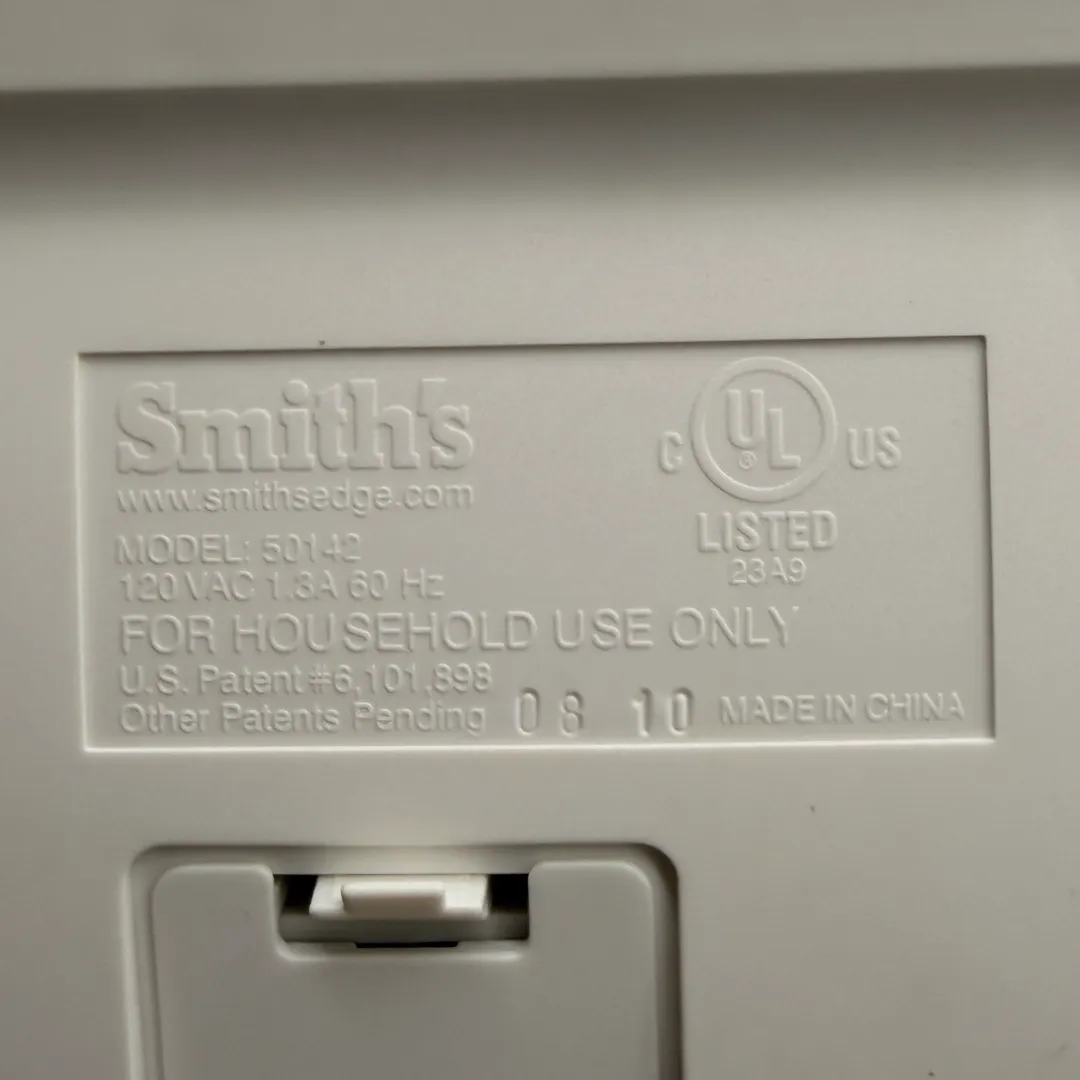 Smith's
www.smithsedge.com
MODEL: 50142
120 VAC 1.3A 60 Hz
C UL® US
LISTED
23A9
FOR HOUSEHOLD USE ONLY
U.S. Patent #6,101,898
Other Patents Pending
08 10
MADE IN CHINA